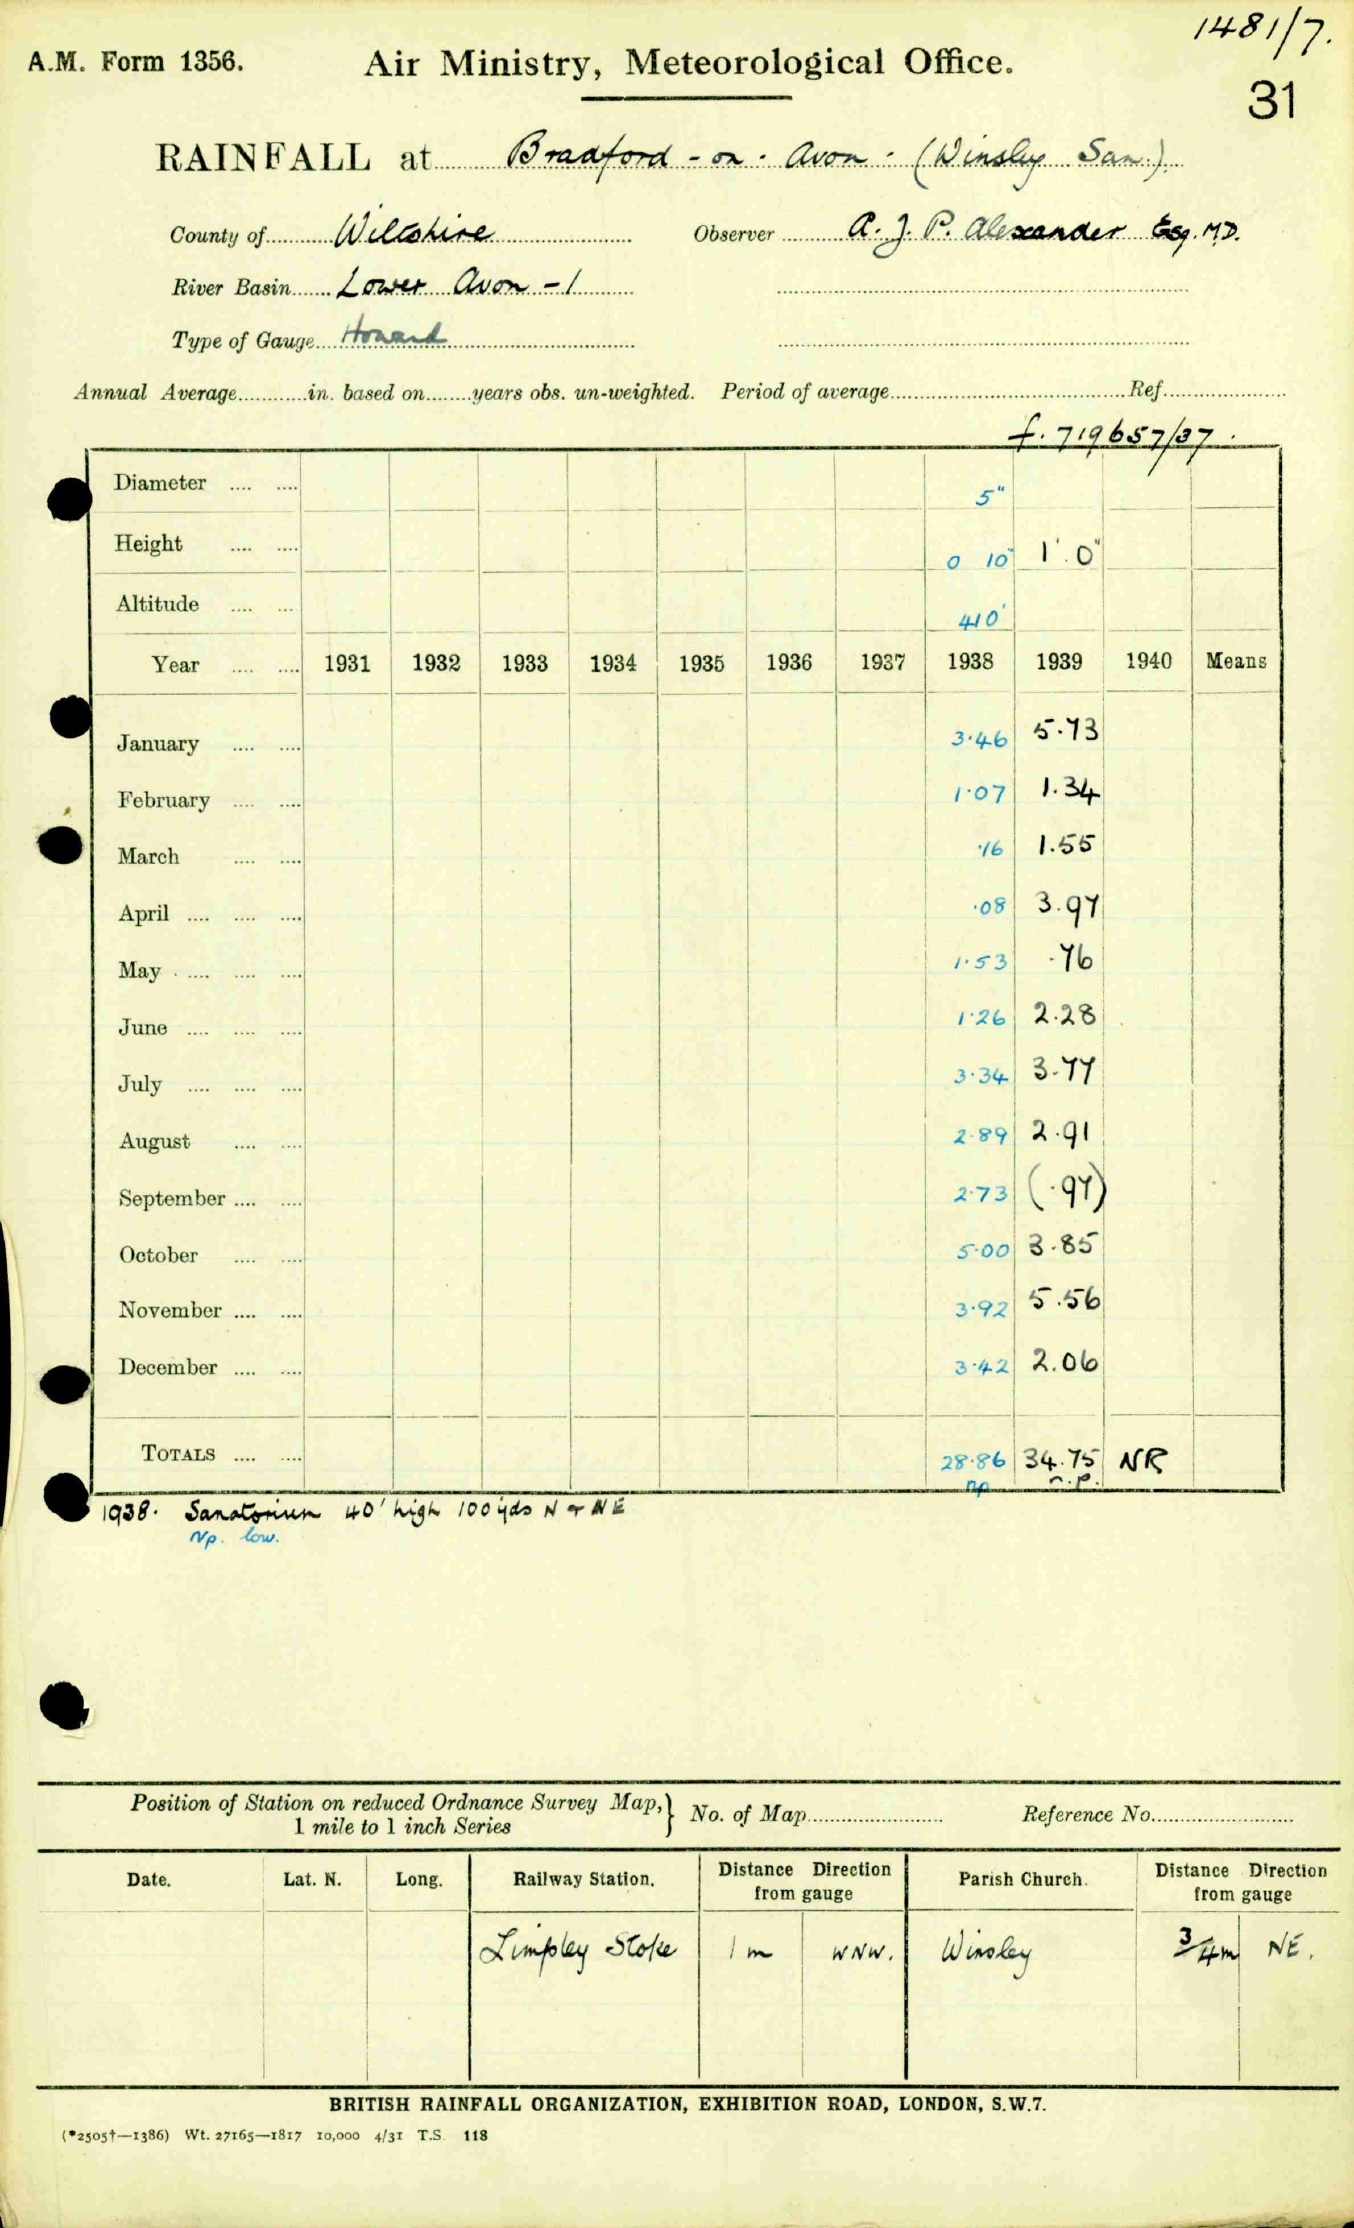 1481/7.
A.M. Form 1356. Air Ministry, Meteorological Office.
31
RAINFALL at Bradford-on-Avon. (Winsley San.)
County of Wiltshire Observer A. J. P. Alexander Esq. M.D.
River Basin Lower Avon - 1
Type of Gauge Howard
Annual Average in. based on years obs. un-weighted. Period of average Ref.
f. 719657/37.
Diameter 5"
Height 0 10" 1'.0"
Altitude 410'
Year 1931 1932 1933 1934 1935 1936 1937 1938 1939 1940 Means
January 3.46 5.73
February 1.07 1.34
March .16 1.55
April .08 3.97
May 1.53 .76
June 1.26 2.28
July 3.34 3.77
August 2.89 2.91
September 2.73 (.97)
October 5.00 3.85
November 3.92 5.56
December 3.42 2.06
TOTALS 28.86 34.75 NR
np n.p.
1938. Sanatorium 40' high 100 yds N + NE
Np. low.
Position of Station on reduced Ordnance Survey Map,} No. of Map Reference No.
1 mile to 1 inch Series
Date. Lat. N. Long. Railway Station. Distance Direction from gauge Parish Church. Distance Direction from gauge
Limpley Stoke 1 m WNW. Winsley 3/4m NE.
BRITISH RAINFALL ORGANIZATION, EXHIBITION ROAD, LONDON, S.W.7.
(*2505†—1386) Wt. 27165—1817 10,000 4/31 T.S. 118